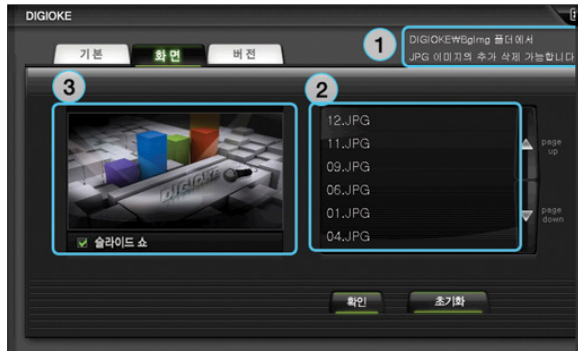 DIGIOKE
기본
화면
버전
1
DIGIOKE₩BgImg 폴더에서
JPG 이미지의 추가 삭제 가능합니다
3
2
DIGIOKE
슬라이드 쇼
12.JPG
11.JPG
09.JPG
06.JPG
01.JPG
04.JPG
page
up
page
down
확인
초기화